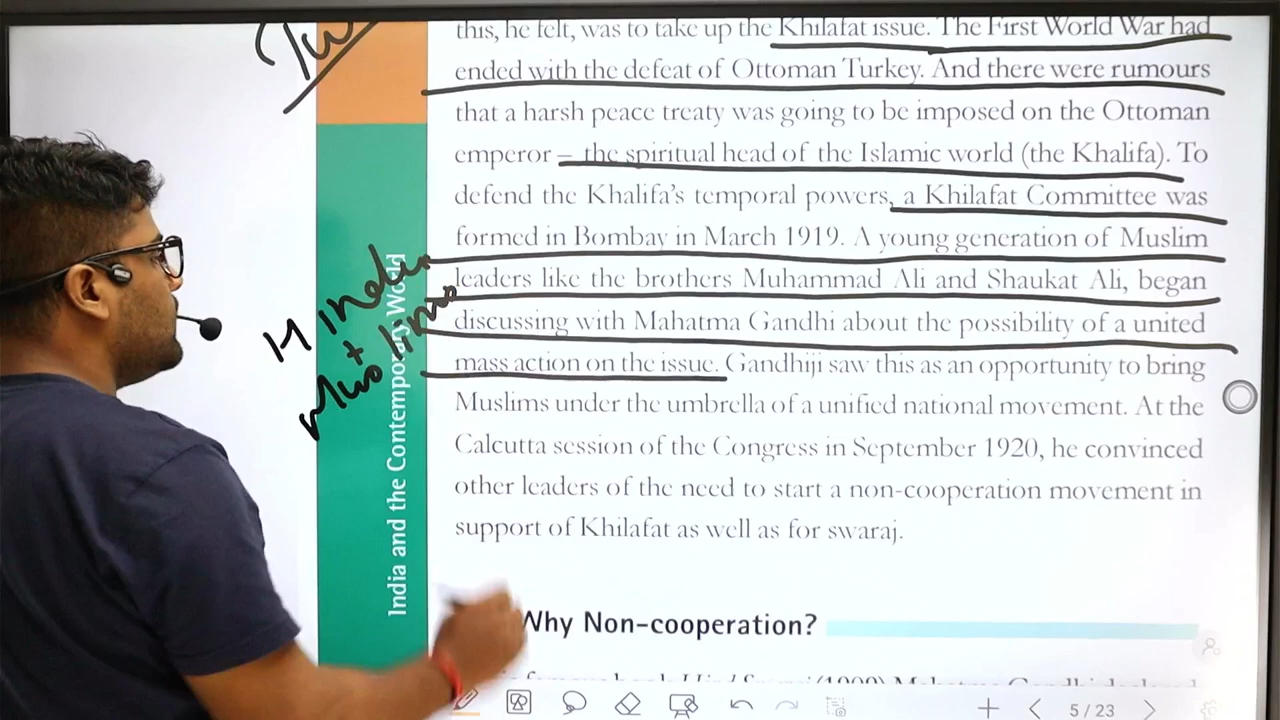 this, he felt, was to take up the Khilafat issue. The First World War had
ended with the defeat of Ottoman Turkey. And there were rumours
that a harsh peace treaty was going to be imposed on the Ottoman
emperor – the spiritual head of the Islamic world (the Khalifa). To
defend the Khalifa's temporal powers, a Khilafat Committee was
formed in Bombay in March 1919. A young generation of Muslim
leaders like the brothers Muhammad Ali and Shaukat Ali, began
discussing with Mahatma Gandhi about the possibility of a united
mass action on the issue. Gandhiji saw this as an opportunity to bring
Muslims under the umbrella of a unified national movement. At the
Calcutta session of the Congress in September 1920, he convinced
other leaders of the need to start a non-cooperation movement in
support of Khilafat as well as for swaraj.
+
India and the Contemporary World
Why Non-cooperation?
5 / 23